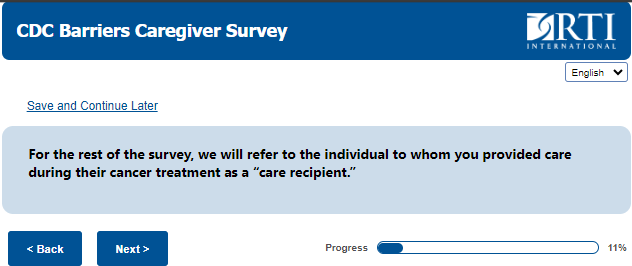 CDC Barriers Caregiver Survey
RTI
INTERNATIONAL
English
Save and Continue Later
For the rest of the survey, we will refer to the individual to whom you provided care
during their cancer treatment as a “care recipient.”
< Back
Next >
Progress
11%